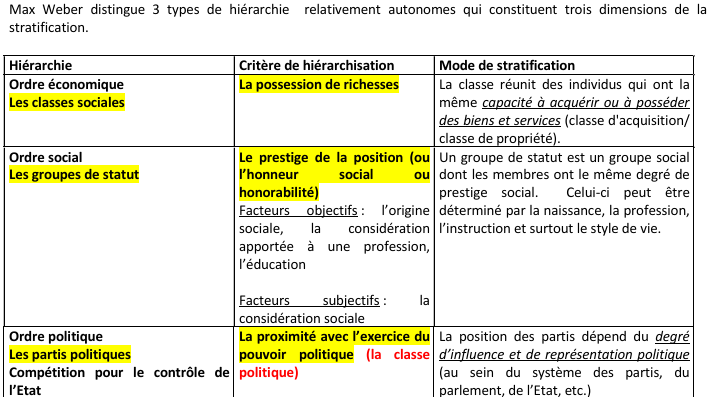 Max Weber distingue 3 types de hiérarchie relativement autonomes qui constituent trois dimensions de la
stratification.
Hiérarchie
Critère de hiérarchisation
Mode de stratification
Ordre économique
Les classes sociales
La possession de richesses
La classe réunit des individus qui ont la
même capacité à acquérir ou à posséder
des biens et services (classe d'acquisition/
classe de propriété).
Ordre social
Les groupes de statut
Le prestige de la position (ou
l'honneur social ou
honorabilité)
Facteurs objectifs : l'origine
sociale, la considération
apportée à une profession,
l'éducation
Facteurs subjectifs : la
considération sociale
Un groupe de statut est un groupe social
dont les membres ont le même degré de
prestige social. Celui-ci peut être
déterminé par la naissance, la profession,
l'instruction et surtout le style de vie.
Ordre politique
Les partis politiques
Compétition pour le contrôle de
l'Etat
La proximité avec l'exercice du
pouvoir politique (la classe
politique)
La position des partis dépend du degré
d'influence et de représentation politique
(au sein du système des partis, du
parlement, de l'Etat, etc.)